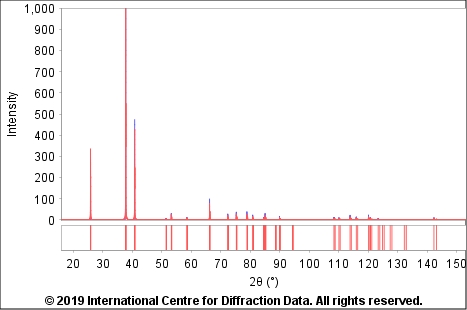 1,000
900
800
700
600
500
400
300
200
100
0
Intensity
20 30 40 50 60 70 80 90 100 110 120 130 140 150
2θ (°)
© 2019 International Centre for Diffraction Data. All rights reserved.